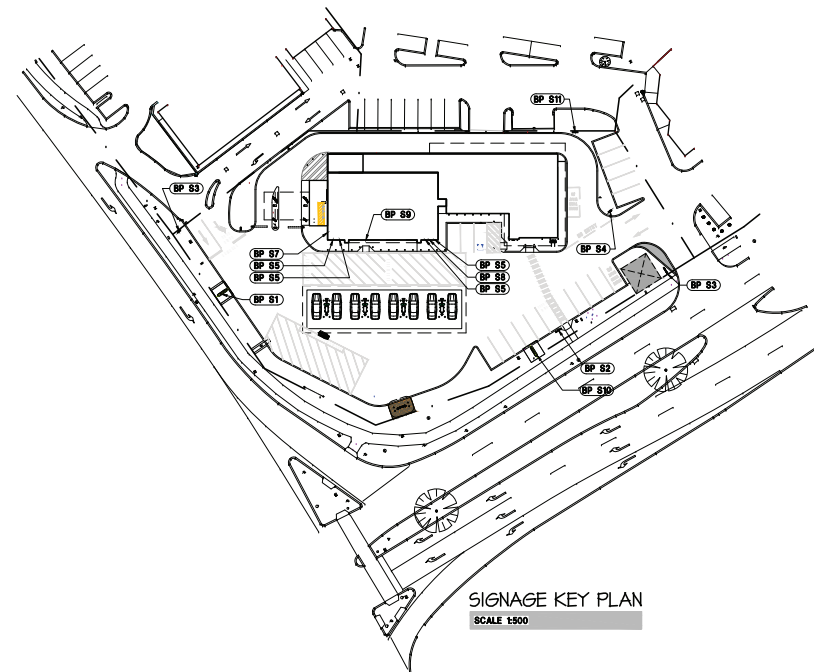 BP S11
BP S3
BP S9
BP S4
BP S7
BP S5
BP S5
BP S5
BP S8
BP S5
BP S3
BP S1
BP S2
BP S10
SIGNAGE KEY PLAN
SCALE 1:500